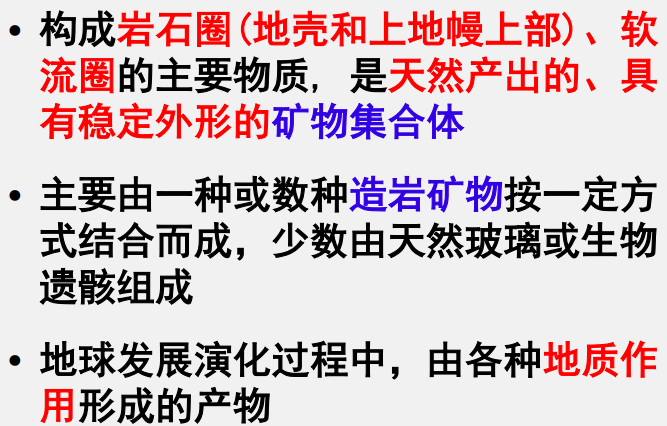 • 构成岩石圈(地壳和上地幔上部)、软
流圈的主要物质, 是天然产出的、具
有稳定外形的矿物集合体
• 主要由一种或数种造岩矿物按一定方
式结合而成，少数由天然玻璃或生物
遗骸组成
• 地球发展演化过程中，由各种地质作
用形成的产物